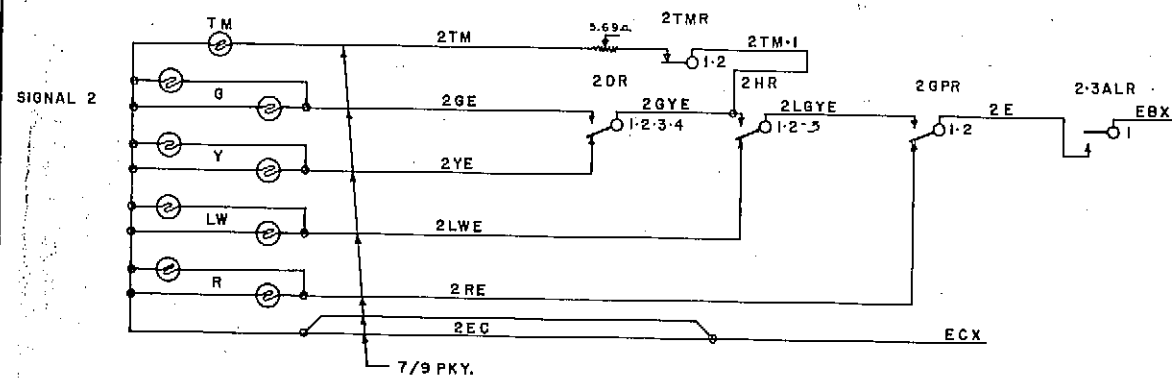 TM
5.69Ω
2TMR
2TM
2TM·1
1·2
SIGNAL 2
G
2DR
2HR
2GPR
2·3ALR
2GE
2GYE
2LGYE
2E
EBX
1·2·3·4
1·2-3
1·2
1
Y
2YE
LW
2LWE
R
2RE
2EC
ECX
7/9 PKY.